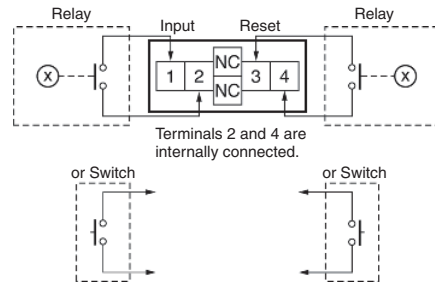 Relay
Relay
Input
Reset
X
1
2
NC
NC
3
4
X
Terminals 2 and 4 are
internally connected.
or Switch
or Switch